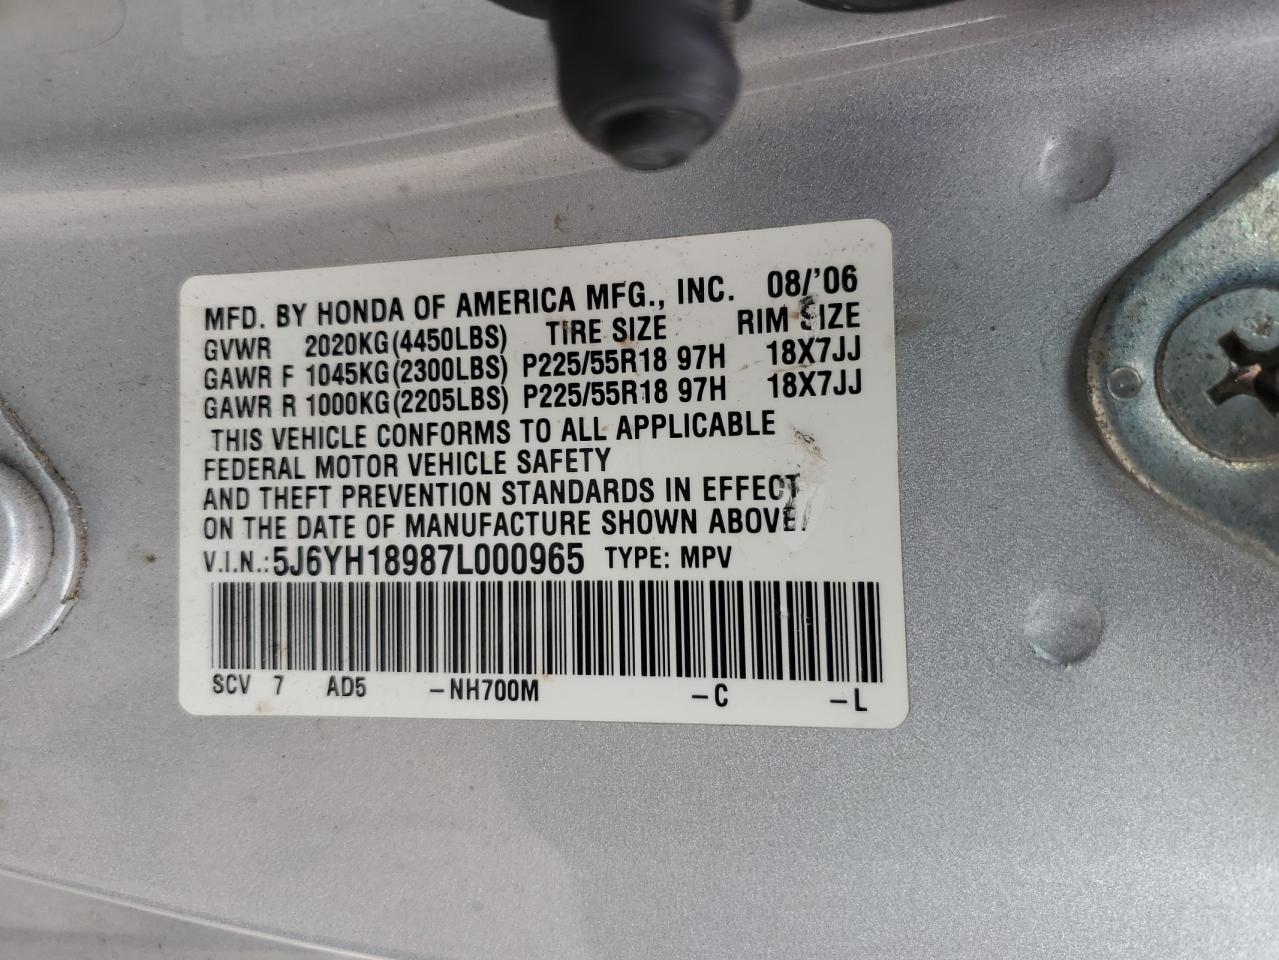 MFD. BY HONDA OF AMERICA MFG., INC. 08/'06
GVWR 2020KG(4450LBS) TIRE SIZE RIM SIZE
GAWR F 1045KG(2300LBS) P225/55R18 97H 18X7JJ
GAWR R 1000KG(2205LBS) P225/55R18 97H 18X7JJ
THIS VEHICLE CONFORMS TO ALL APPLICABLE
FEDERAL MOTOR VEHICLE SAFETY
AND THEFT PREVENTION STANDARDS IN EFFECT
ON THE DATE OF MANUFACTURE SHOWN ABOVE.
V.I.N.:5J6YH18987L000965 TYPE: MPV
SCV 7 AD5 -NH700M -C -L